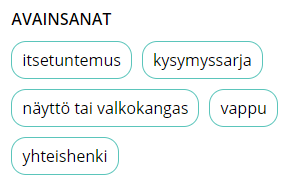 AVAINSANAT
itsetuntemus kysymyssarja
näyttö tai valkokangas vappu
yhteishenki